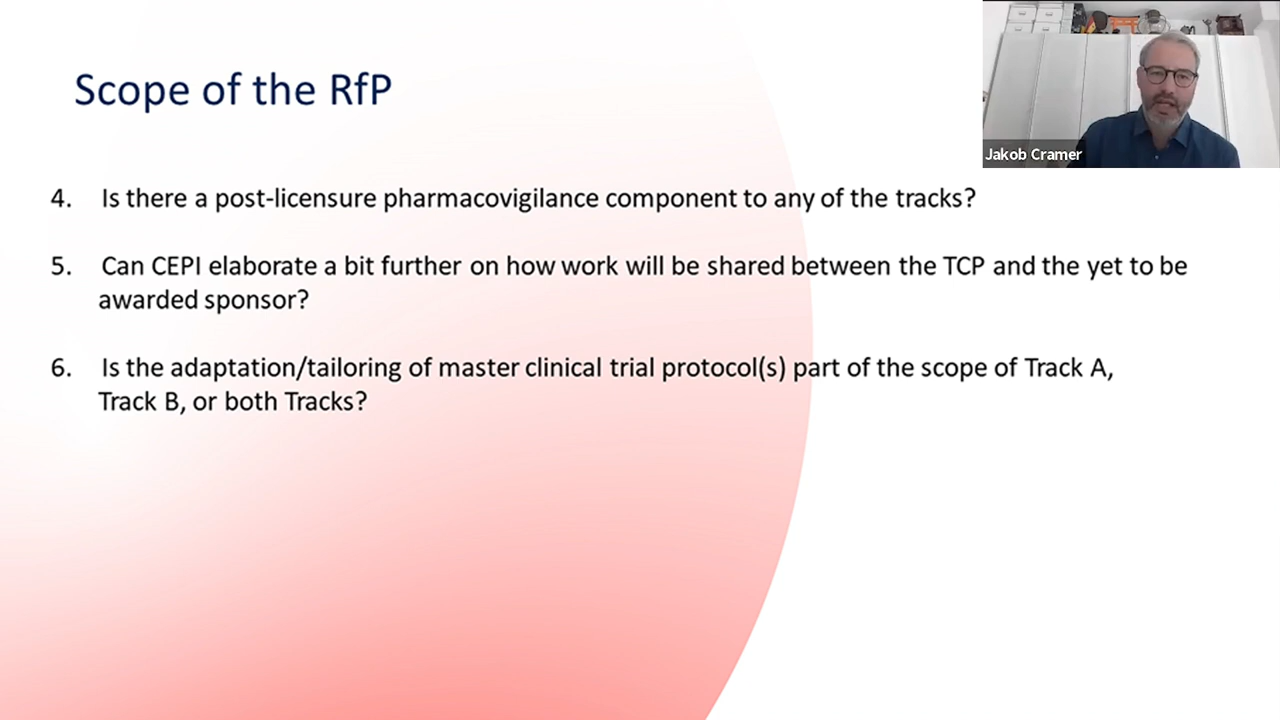 Scope of the RfP
Jakob Cramer
4. Is there a post-licensure pharmacovigilance component to any of the tracks?
5. Can CEPI elaborate a bit further on how work will be shared between the TCP and the yet to be
awarded sponsor?
6. Is the adaptation/tailoring of master clinical trial protocol(s) part of the scope of Track A,
Track B, or both Tracks?